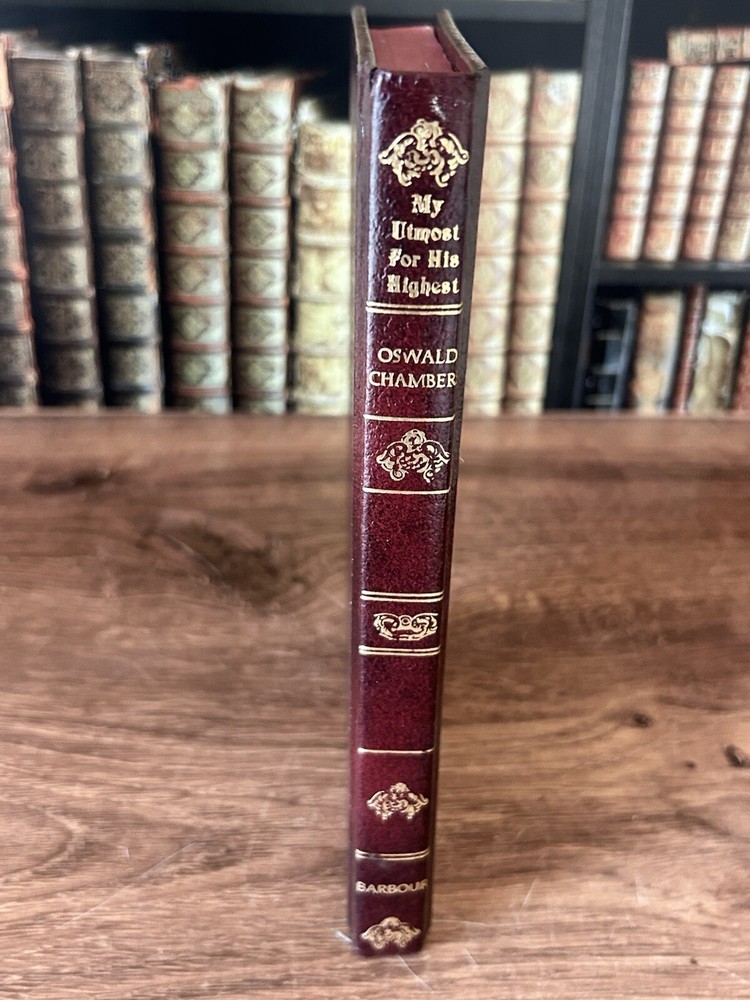 My
Utmost
For His
Highest
OSWALD
CHAMBER
BARBOUR